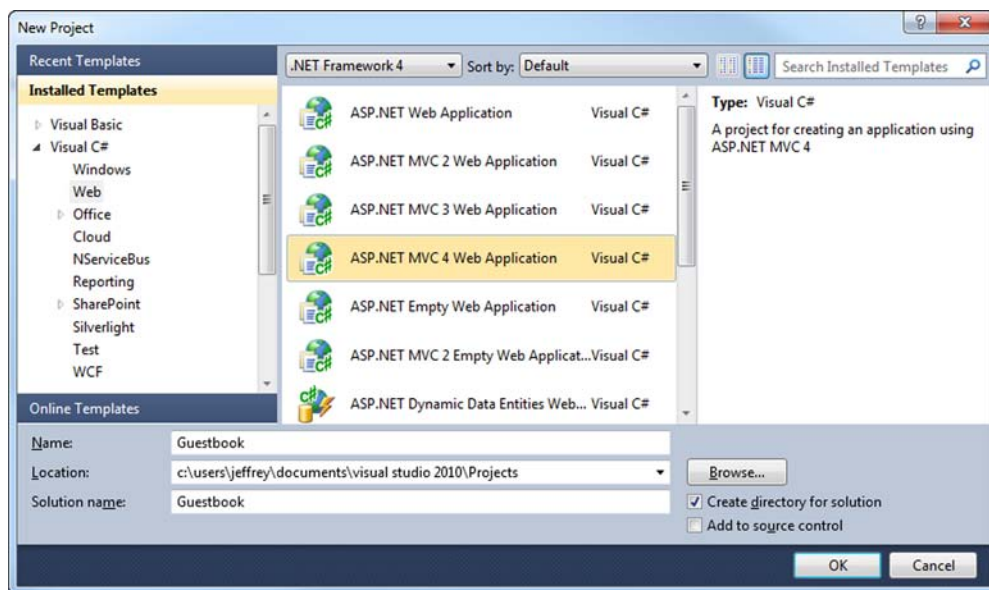 New Project
Recent Templates
Installed Templates
Visual Basic
Visual C#
Windows
Web
Office
Cloud
NServiceBus
Reporting
SharePoint
Silverlight
Test
WCF
Online Templates
.NET Framework 4 Sort by: Default Search Installed Templates
ASP.NET Web Application Visual C#
ASP.NET MVC 2 Web Application Visual C#
ASP.NET MVC 3 Web Application Visual C#
ASP.NET MVC 4 Web Application Visual C#
ASP.NET Empty Web Application Visual C#
ASP.NET MVC 2 Empty Web Applicat...Visual C#
ASP.NET Dynamic Data Entities Web... Visual C#
Type: Visual C#
A project for creating an application using
ASP.NET MVC 4
Name: Guestbook
Location: c:\users\jeffrey\documents\visual studio 2010\Projects Browse...
Solution name: Guestbook
Create directory for solution
Add to source control
OK Cancel